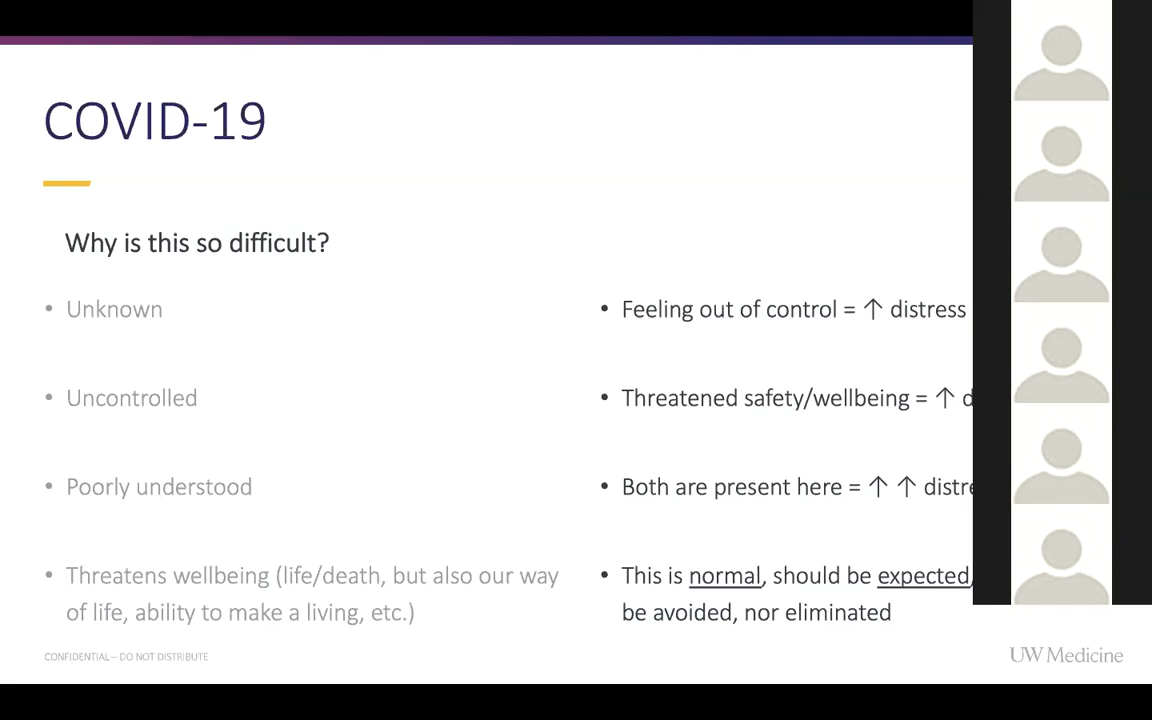 COVID-19
Why is this so difficult?
• Unknown
• Uncontrolled
• Poorly understood
• Threatens wellbeing (life/death, but also our way
of life, ability to make a living, etc.)
• Feeling out of control = ↑ distress
• Threatened safety/wellbeing = ↑
• Both are present here = ↑ ↑
• This is normal, should be expected,
be avoided, nor eliminated
CONFIDENTIAL – DO NOT DISTRIBUTE
UW Medicine